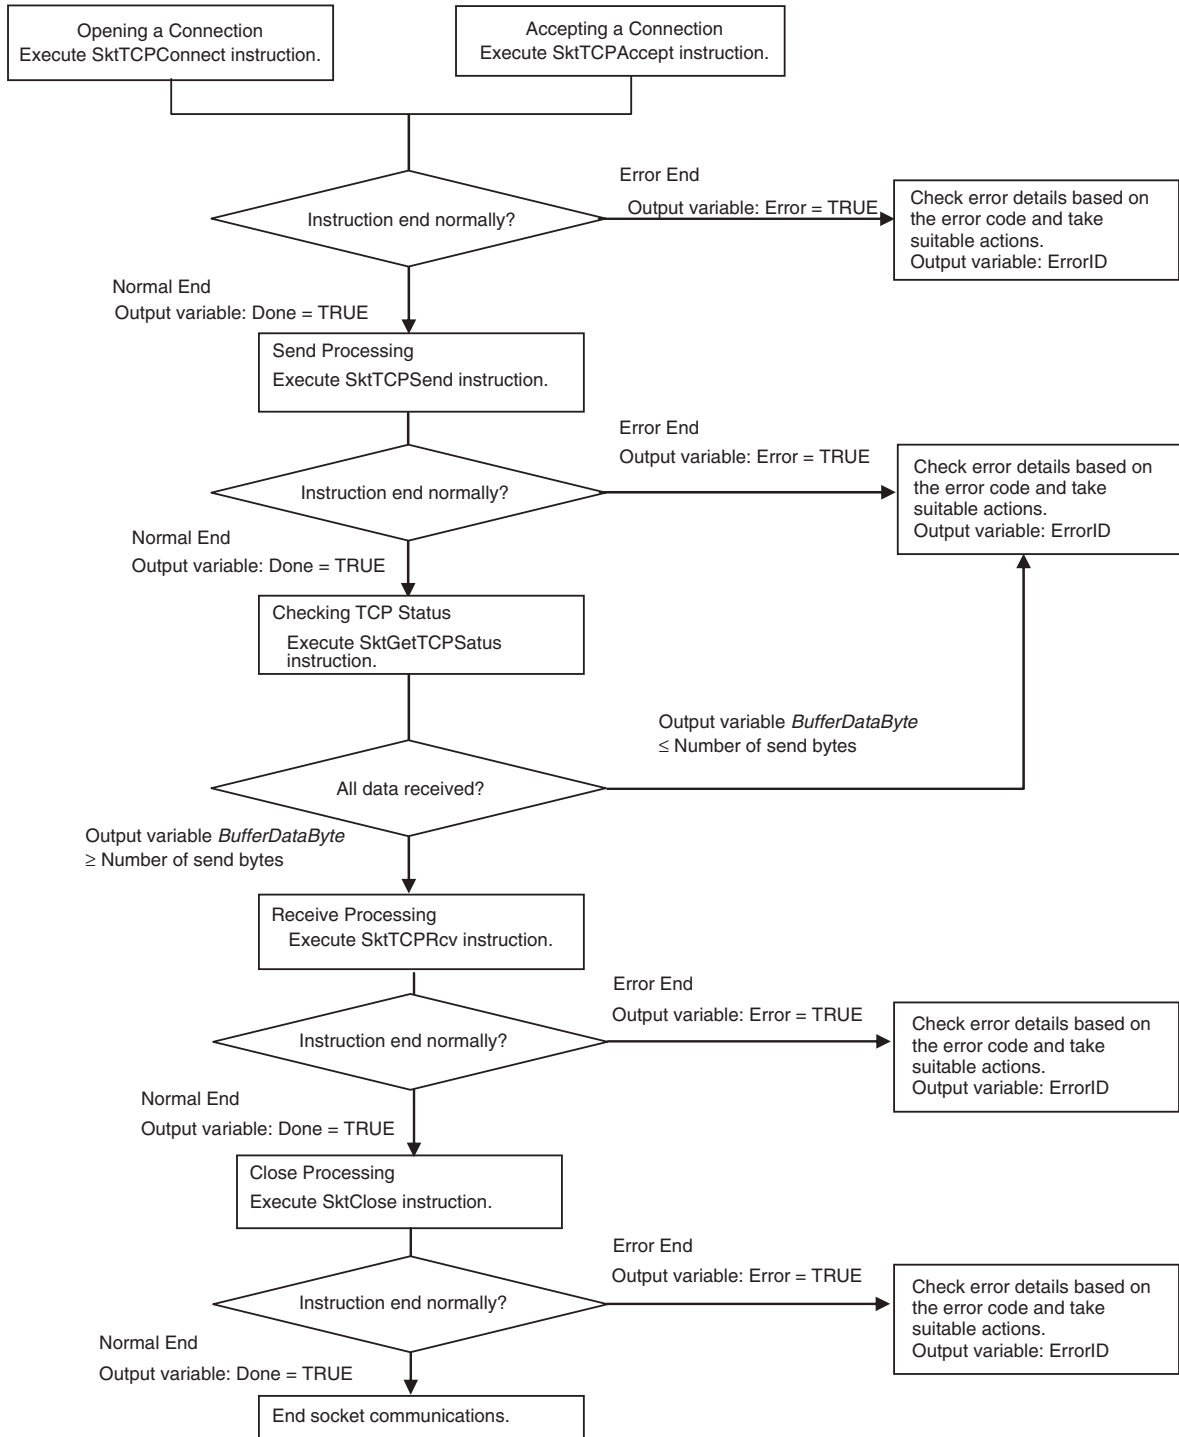 Opening a Connection
Execute SktTCPConnect instruction.
Accepting a Connection
Execute SktTCPAccept instruction.
Instruction end normally?
Error End
Output variable: Error = TRUE
Check error details based on
the error code and take
suitable actions.
Output variable: ErrorID
Normal End
Output variable: Done = TRUE
Send Processing
Execute SktTCPSend instruction.
Instruction end normally?
Error End
Output variable: Error = TRUE
Check error details based on
the error code and take
suitable actions.
Output variable: ErrorID
Normal End
Output variable: Done = TRUE
Checking TCP Status
Execute SktGetTCPSatus
instruction.
All data received?
Output variable BufferDataByte
≤ Number of send bytes
Output variable BufferDataByte
≥ Number of send bytes
Receive Processing
Execute SktTCPRcv instruction.
Instruction end normally?
Error End
Output variable: Error = TRUE
Check error details based on
the error code and take
suitable actions.
Output variable: ErrorID
Normal End
Output variable: Done = TRUE
Close Processing
Execute SktClose instruction.
Instruction end normally?
Error End
Output variable: Error = TRUE
Check error details based on
the error code and take
suitable actions.
Output variable: ErrorID
Normal End
Output variable: Done = TRUE
End socket communications.